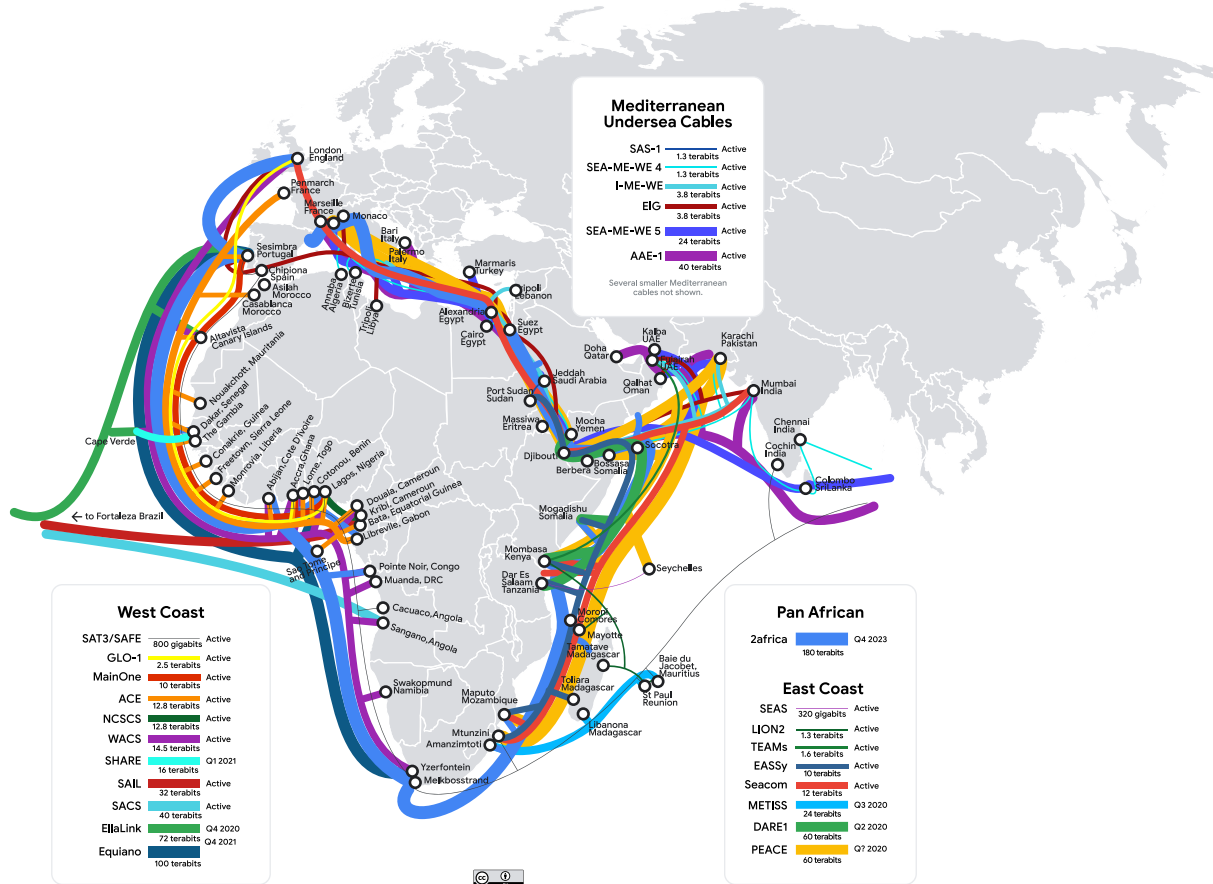 Mediterranean
Undersea Cables
SAS-1 Active
1.3 terabits
SEA-ME-WE 4 Active
1.3 terabits
I-ME-WE Active
3.8 terabits
EIG Active
3.8 terabits
SEA-ME-WE 5 Active
24 terabits
AAE-1 Active
40 terabits
Several smaller Mediterranean
cables not shown.
London
England
Penmarch
France
Marseille
France
Monaco
Bari
Italy
Palermo
Italy
Sesimbra
Portugal
Chipiona
Spain
Asilah
Morocco
Casablanca
Morocco
Annaba
Algeria
Bizerte
Tunisia
Tripoli
Libya
Marmaris
Turkey
Tripoli
Lebanon
Alexandria
Egypt
Cairo
Egypt
Suez
Egypt
Altavista
Canary Islands
Nouakchott, Mauritania
Dakar, Senegal
The Gambia
Cape Verde
Conakrie, Guinea
Freetown, Sierra Leone
Monrovia, Liberia
Abijan,Cote D'ivoire
Accra,Ghana
Lome, Togo
Cotonou, Benin
Lagos, Nigeria
Douala, Cameroun
Kribi, Cameroun
Bata, Equatorial Guinea
Libreville, Gabon
Sao Tome
and Principe
← to Fortaleza Brazil
Jeddah
Saudi Arabia
Port Sudan
Sudan
Massiwa
Eritrea
Mocha
Yemen
Djibouti
Berbera
Bossasa
Somalia
Socotra
Doha
Qatar
Kalba
UAE
Fujairah
UAE
Qalhat
Oman
Karachi
Pakistan
Mumbai
India
Chennai
India
Cochin
India
Colombo
Sri Lanka
Mogadishu
Somalia
Mombasa
Kenya
Dar Es
Salaam
Tanzania
Seychelles
Pointe Noir, Congo
Muanda, DRC
Cacuaco,Angola
Sangano,Angola
Swakopmund
Namibia
Moroni
Comores
Mayotte
Tamatave
Madagascar
Toliara
Madagascar
Libanona
Madagascar
Baie du
Jacobet,
Mauritius
St Paul
Reunion
Maputo
Mozambique
Mtunzini
Amanzimtoti
Yzerfontein
Melkbosstrand
West Coast
SAT3/SAFE Active
800 gigabits
GLO-1 Active
2.5 terabits
MainOne Active
10 terabits
ACE Active
12.8 terabits
NCSCS Active
12.8 terabits
WACS Active
14.5 terabits
SHARE Q1 2021
16 terabits
SAIL Active
32 terabits
SACS Active
40 terabits
EllaLink Q4 2020
72 terabits
Equiano Q4 2021
100 terabits
Pan African
2africa Q4 2023
180 terabits
East Coast
SEAS Active
320 gigabits
LION2 Active
1.3 terabits
TEAMs Active
1.6 terabits
EASSy Active
10 terabits
Seacom Active
12 terabits
METISS Q3 2020
24 terabits
DARE1 Q2 2020
60 terabits
PEACE Q? 2020
60 terabits
cc